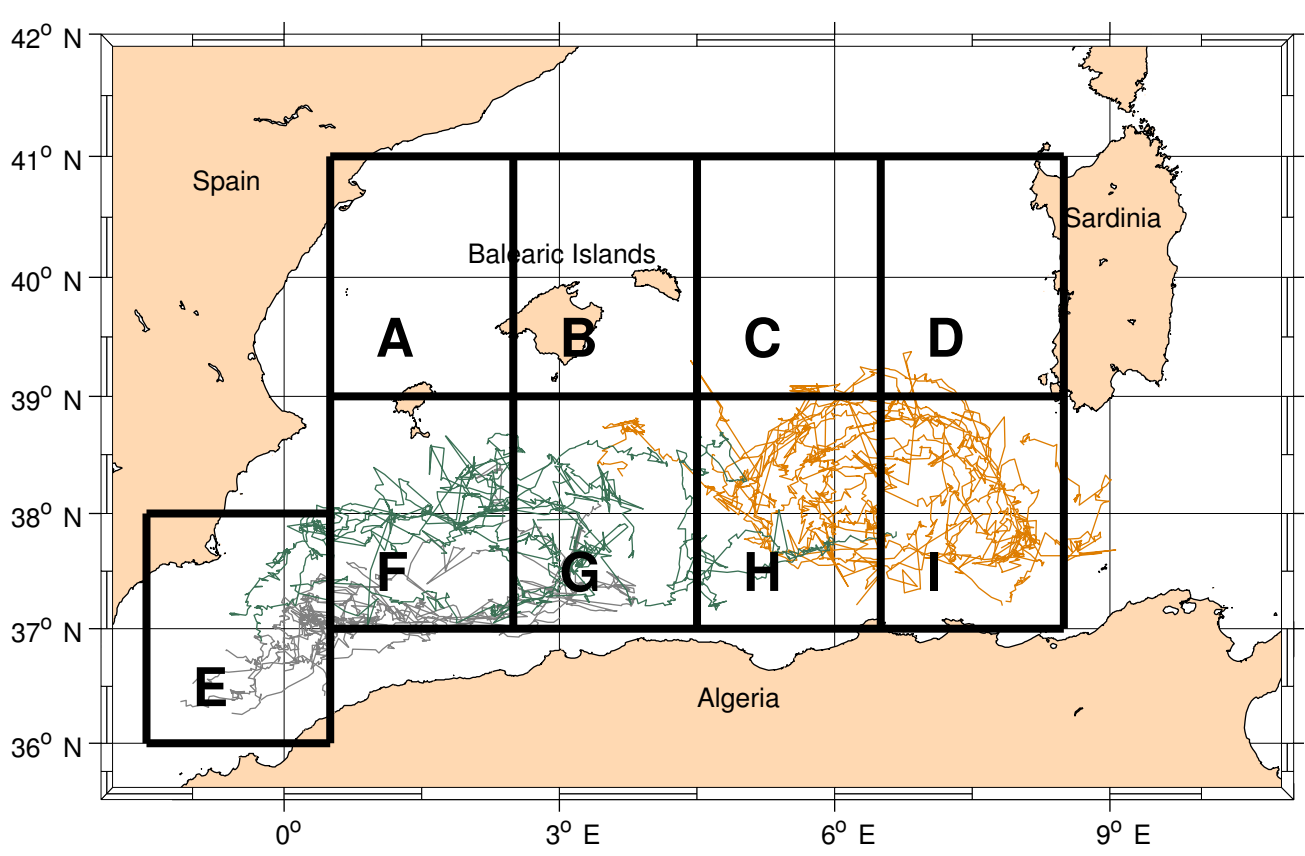 42° N
41° N
Spain
Sardinia
Balearic Islands
40° N
A B C D
39° N
38° N
F G H I
37° N
E
Algeria
36° N
0° 3° E 6° E 9° E